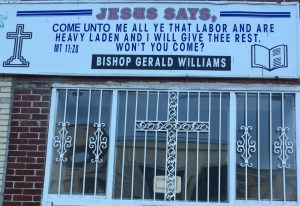 JESUS SAYS,
COME UNTO ME ALL YE THAT LABOR AND ARE
HEAVY LADEN AND I WILL GIVE THEE REST.
MT 11:28 WON'T YOU COME?
BISHOP GERALD WILLIAMS